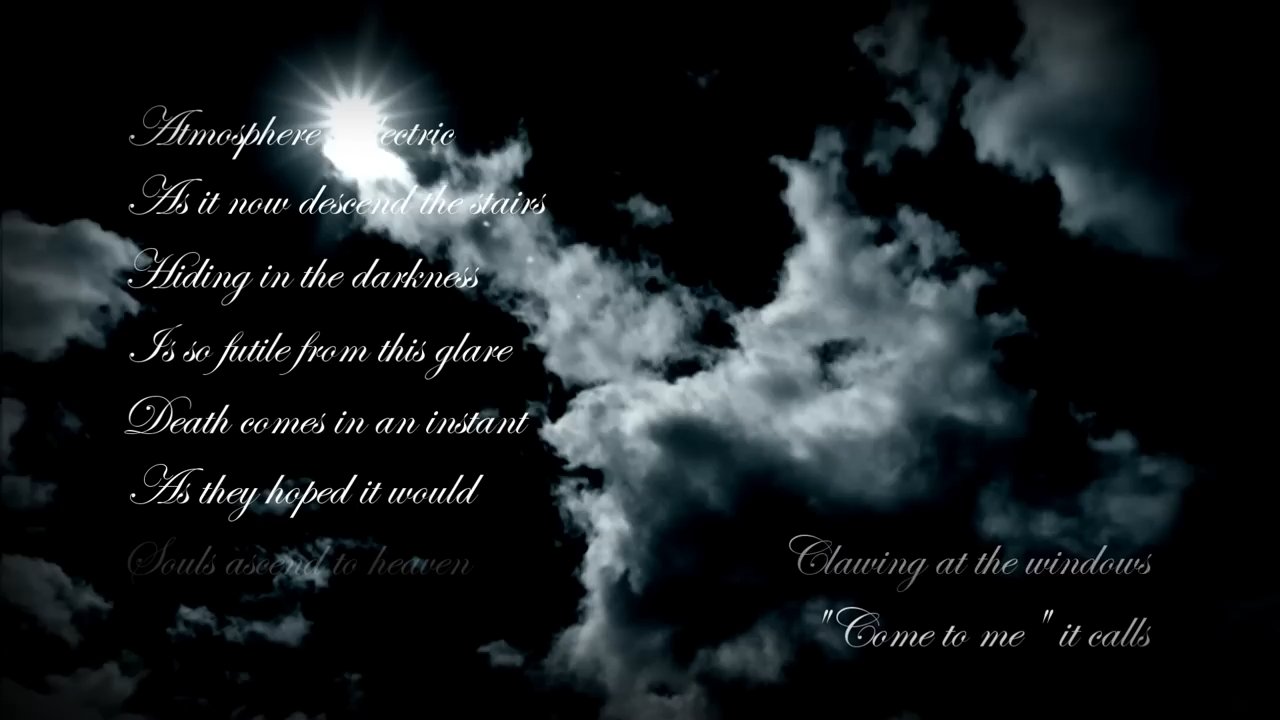 Atmosphere electric
As it now descend the stairs
Hiding in the darkness
Is so futile from this glare
Death comes in an instant
As they hoped it would
Souls ascend to heaven
Clawing at the windows
"Come to me " it calls